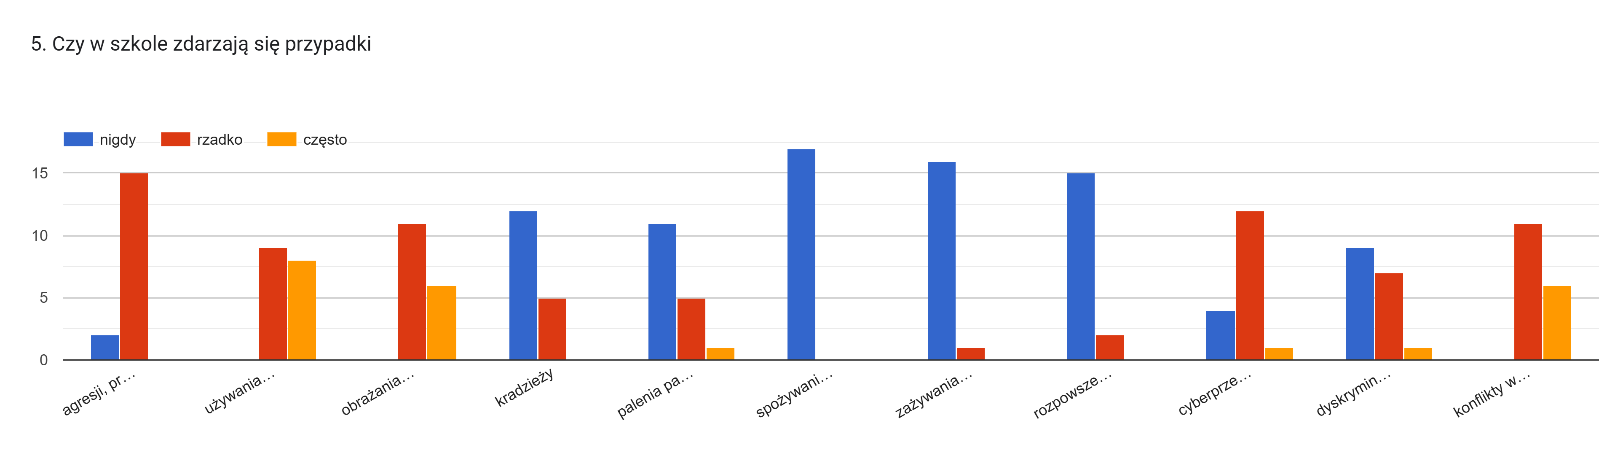 5. Czy w szkole zdarzają się przypadki
nigdy rzadko często
15
10
5
0
agresji, pr…
używania…
obrażania…
kradzieży
palenia pa…
spożywani…
zażywania…
rozpowsze…
cyberprze…
dyskrymin…
konflikty w…